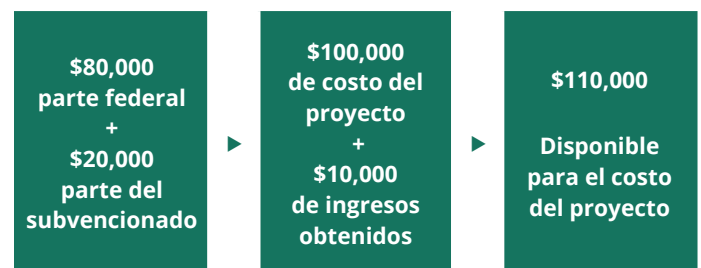 $80,000
parte federal
+
$20,000
parte del
subvencionado
$100,000
de costo del
proyecto
+
$10,000
de ingresos
obtenidos
$110,000
Disponible
para el costo
del proyecto